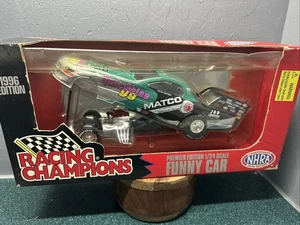 1996
EDITION
MATCO
RACING
CHAMPIONS
PREMIER EDITION 1/24 SCALE
FUNNY CAR
NHRA